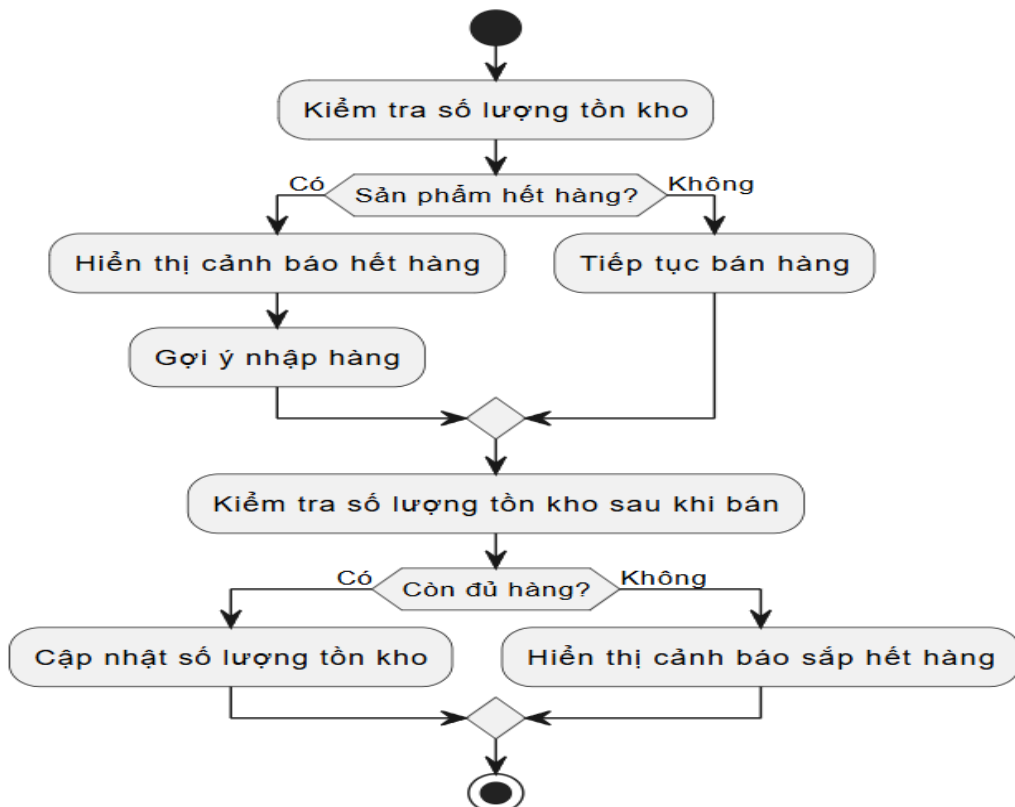 Kiểm tra số lượng tồn kho
Có
Sản phẩm hết hàng?
Không
Hiển thị cảnh báo hết hàng
Tiếp tục bán hàng
Gợi ý nhập hàng
Kiểm tra số lượng tồn kho sau khi bán
Có
Còn đủ hàng?
Không
Cập nhật số lượng tồn kho
Hiển thị cảnh báo sắp hết hàng